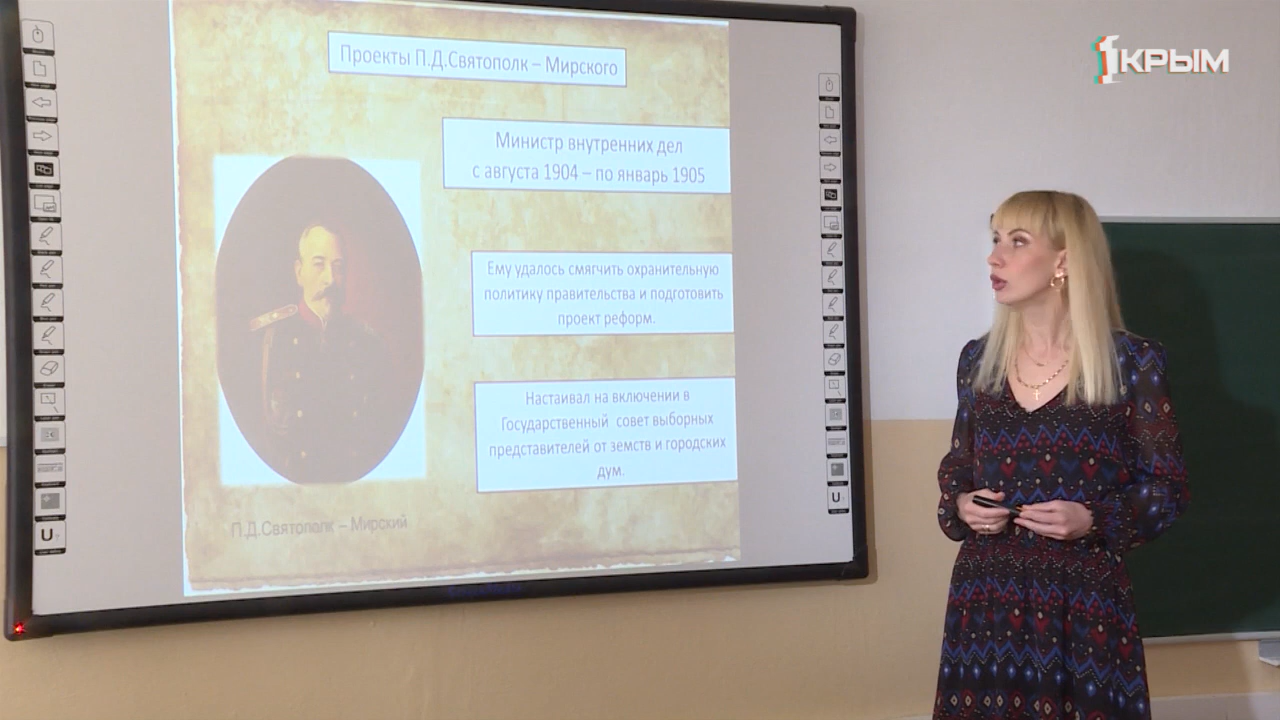 Проекты П.Д.Святополк – Мирского
Министр внутренних дел
с августа 1904 – по январь 1905
Ему удалось смягчить охранительную
политику правительства и подготовить
проект реформ.
Настаивал на включении в
Государственный совет выборных
представителей от земств и городских
дум.
П.Д.Святополк – Мирский
1КРЫМ
U
U